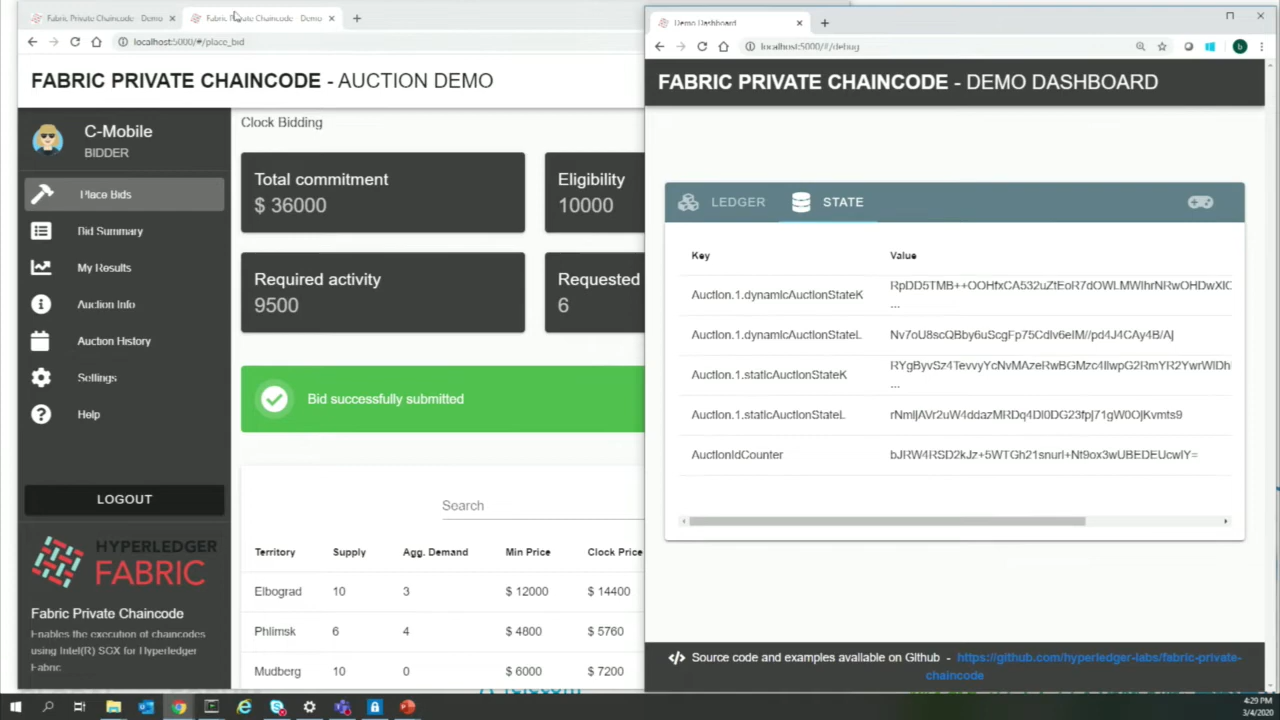 Fabric Private Chaincode - Demo
Fabric Private Chaincode - Demo
localhost:5000/#/place_bid
FABRIC PRIVATE CHAINCODE - AUCTION DEMO
C-Mobile
BIDDER
Place Bids
Bid Summary
My Results
Auction Info
Auction History
Settings
Help
LOGOUT
HYPERLEDGER
FABRIC
Fabric Private Chaincode
Enables the execution of chaincodes
using Intel(R) SGX for Hyperledger
Fabric
Clock Bidding
Total commitment
$ 36000
Eligibility
10000
Required activity
9500
Requested
6
Bid successfully submitted
Search
Territory Supply Agg. Demand Min Price Clock Price
Elbograd 10 3 $ 12000 $ 14400
Phlimsk 6 4 $ 4800 $ 5760
Mudberg 10 0 $ 6000 $ 7200
Demo Dashboard
localhost:5000/#/debug
FABRIC PRIVATE CHAINCODE - DEMO DASHBOARD
LEDGER STATE
Key Value
Auction.1.dynamicAuctionStateK
...
Auction.1.dynamicAuctionStateL
Auction.1.staticAuctionStateK
...
Auction.1.staticAuctionStateL
AuctionIdCounter
Source code and examples available on Github - https://github.com/hyperledger-labs/fabric-private-
chaincode
4:29 PM
3/4/2020